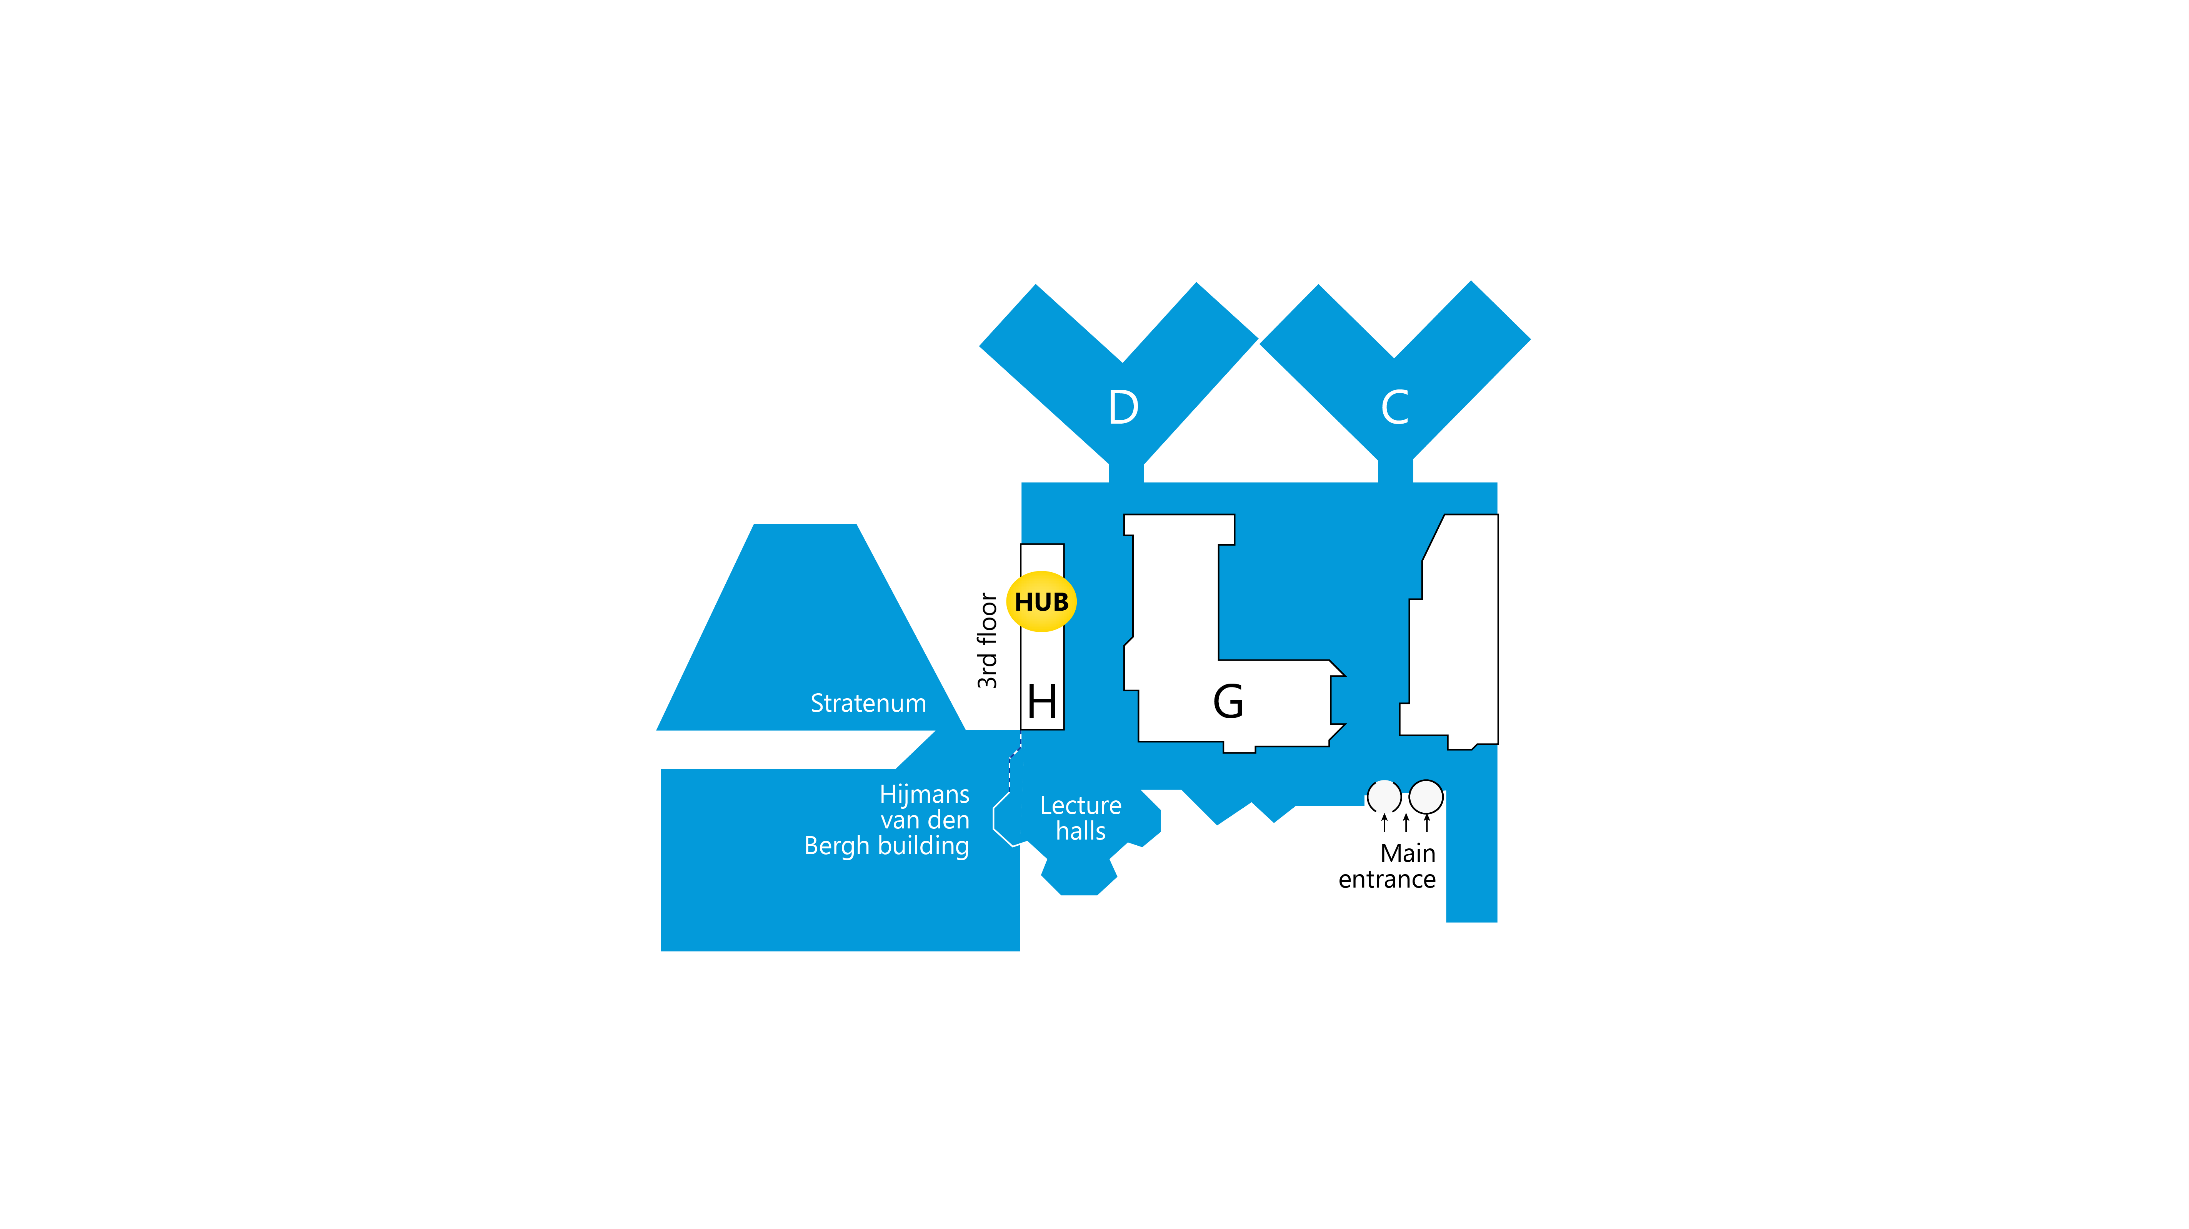 D
C
3rd floor
HUB
H
G
Stratenum
Hijmans
van den
Bergh building
Lecture
halls
Main
entrance